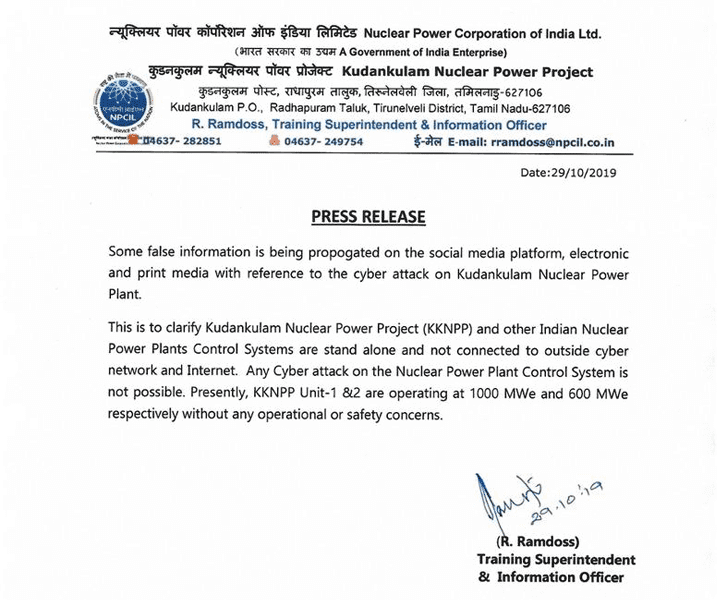 न्यूक्लियर पॉवर कॉर्पोरेशन ऑफ इंडिया लिमिटेड Nuclear Power Corporation of India Ltd.
(भारत सरकार का उद्यम A Government of India Enterprise)
कुडनकुलम न्यूक्लियर पॉवर प्रोजेक्ट Kudankulam Nuclear Power Project
कुडनकुलम पोस्ट, राधापुरम तालुक, तिरूनेलवेली जिला, तमिलनाडु-627106
Kudankulam P.O., Radhapuram Taluk, Tirunelveli District, Tamil Nadu-627106
R. Ramdoss, Training Superintendent & Information Officer
एनपीसीआईएल
NPCIL
04637- 282851 04637- 249754 ई-मेल E-mail: rramdoss@npcil.co.in
Date:29/10/2019
PRESS RELEASE
Some false information is being propogated on the social media platform, electronic
and print media with reference to the cyber attack on Kudankulam Nuclear Power
Plant.
This is to clarify Kudankulam Nuclear Power Project (KKNPP) and other Indian Nuclear
Power Plants Control Systems are stand alone and not connected to outside cyber
network and Internet. Any Cyber attack on the Nuclear Power Plant Control System is
not possible. Presently, KKNPP Unit-1 &2 are operating at 1000 MWe and 600 MWe
respectively without any operational or safety concerns.
29.10.19
(R. Ramdoss)
Training Superintendent
& Information Officer